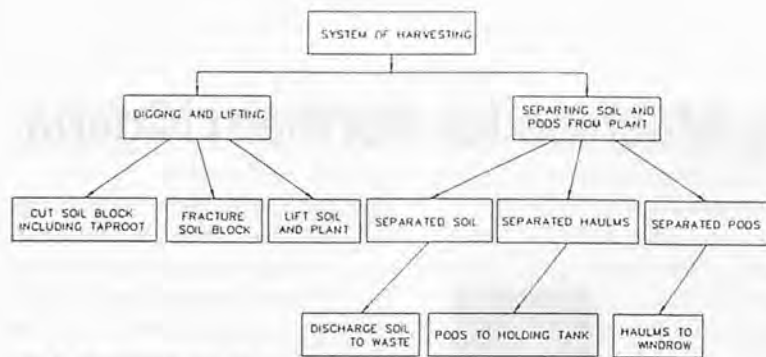 SYSTEM OF HARVESTING
DIGGING AND LIFTING
SEPARTING SOIL AND
PODS FROM PLANT
CUT SOIL BLOCK
INCLUDING TAPROOT
FRACTURE
SOIL BLOCK
LIFT SOIL
AND PLANT
SEPARATED SOIL
SEPARATED HAULMS
SEPARATED PODS
DISCHARGE SOIL
TO WASTE
PODS TO HOLDING TANK
HAULMS TO
WINDROW